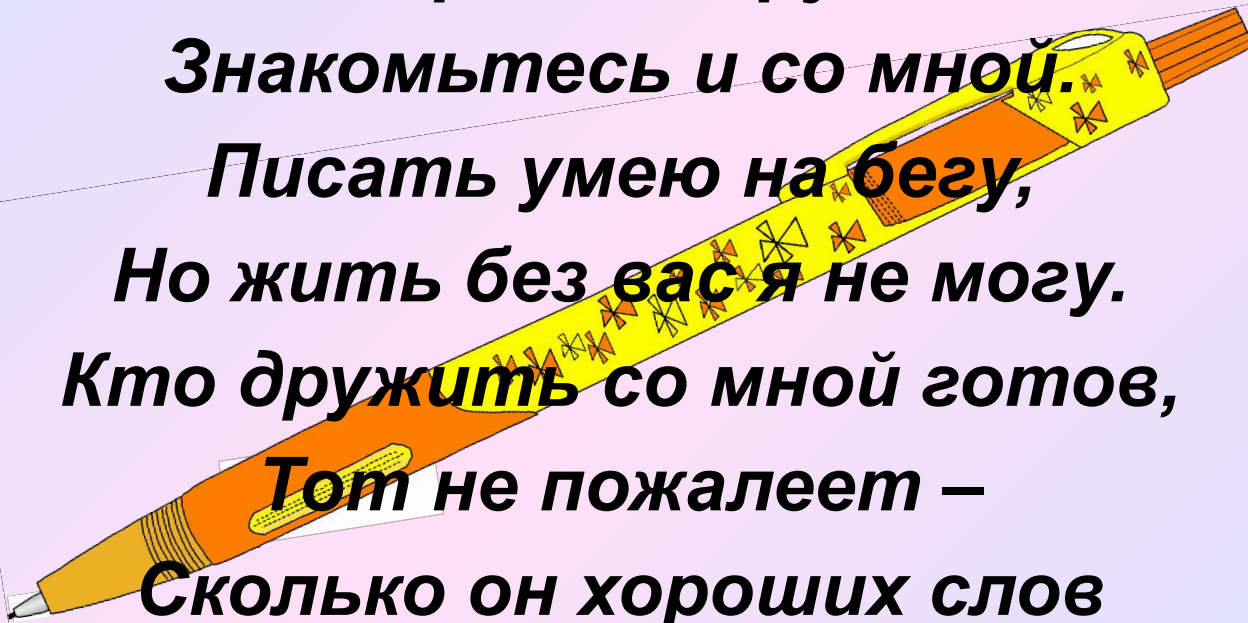 Знакомьтесь и со мной.
Писать умею на бегу,
Но жить без вас я не могу.
Кто дружить со мной готов,
Тот не пожалеет –
Сколько он хороших слов